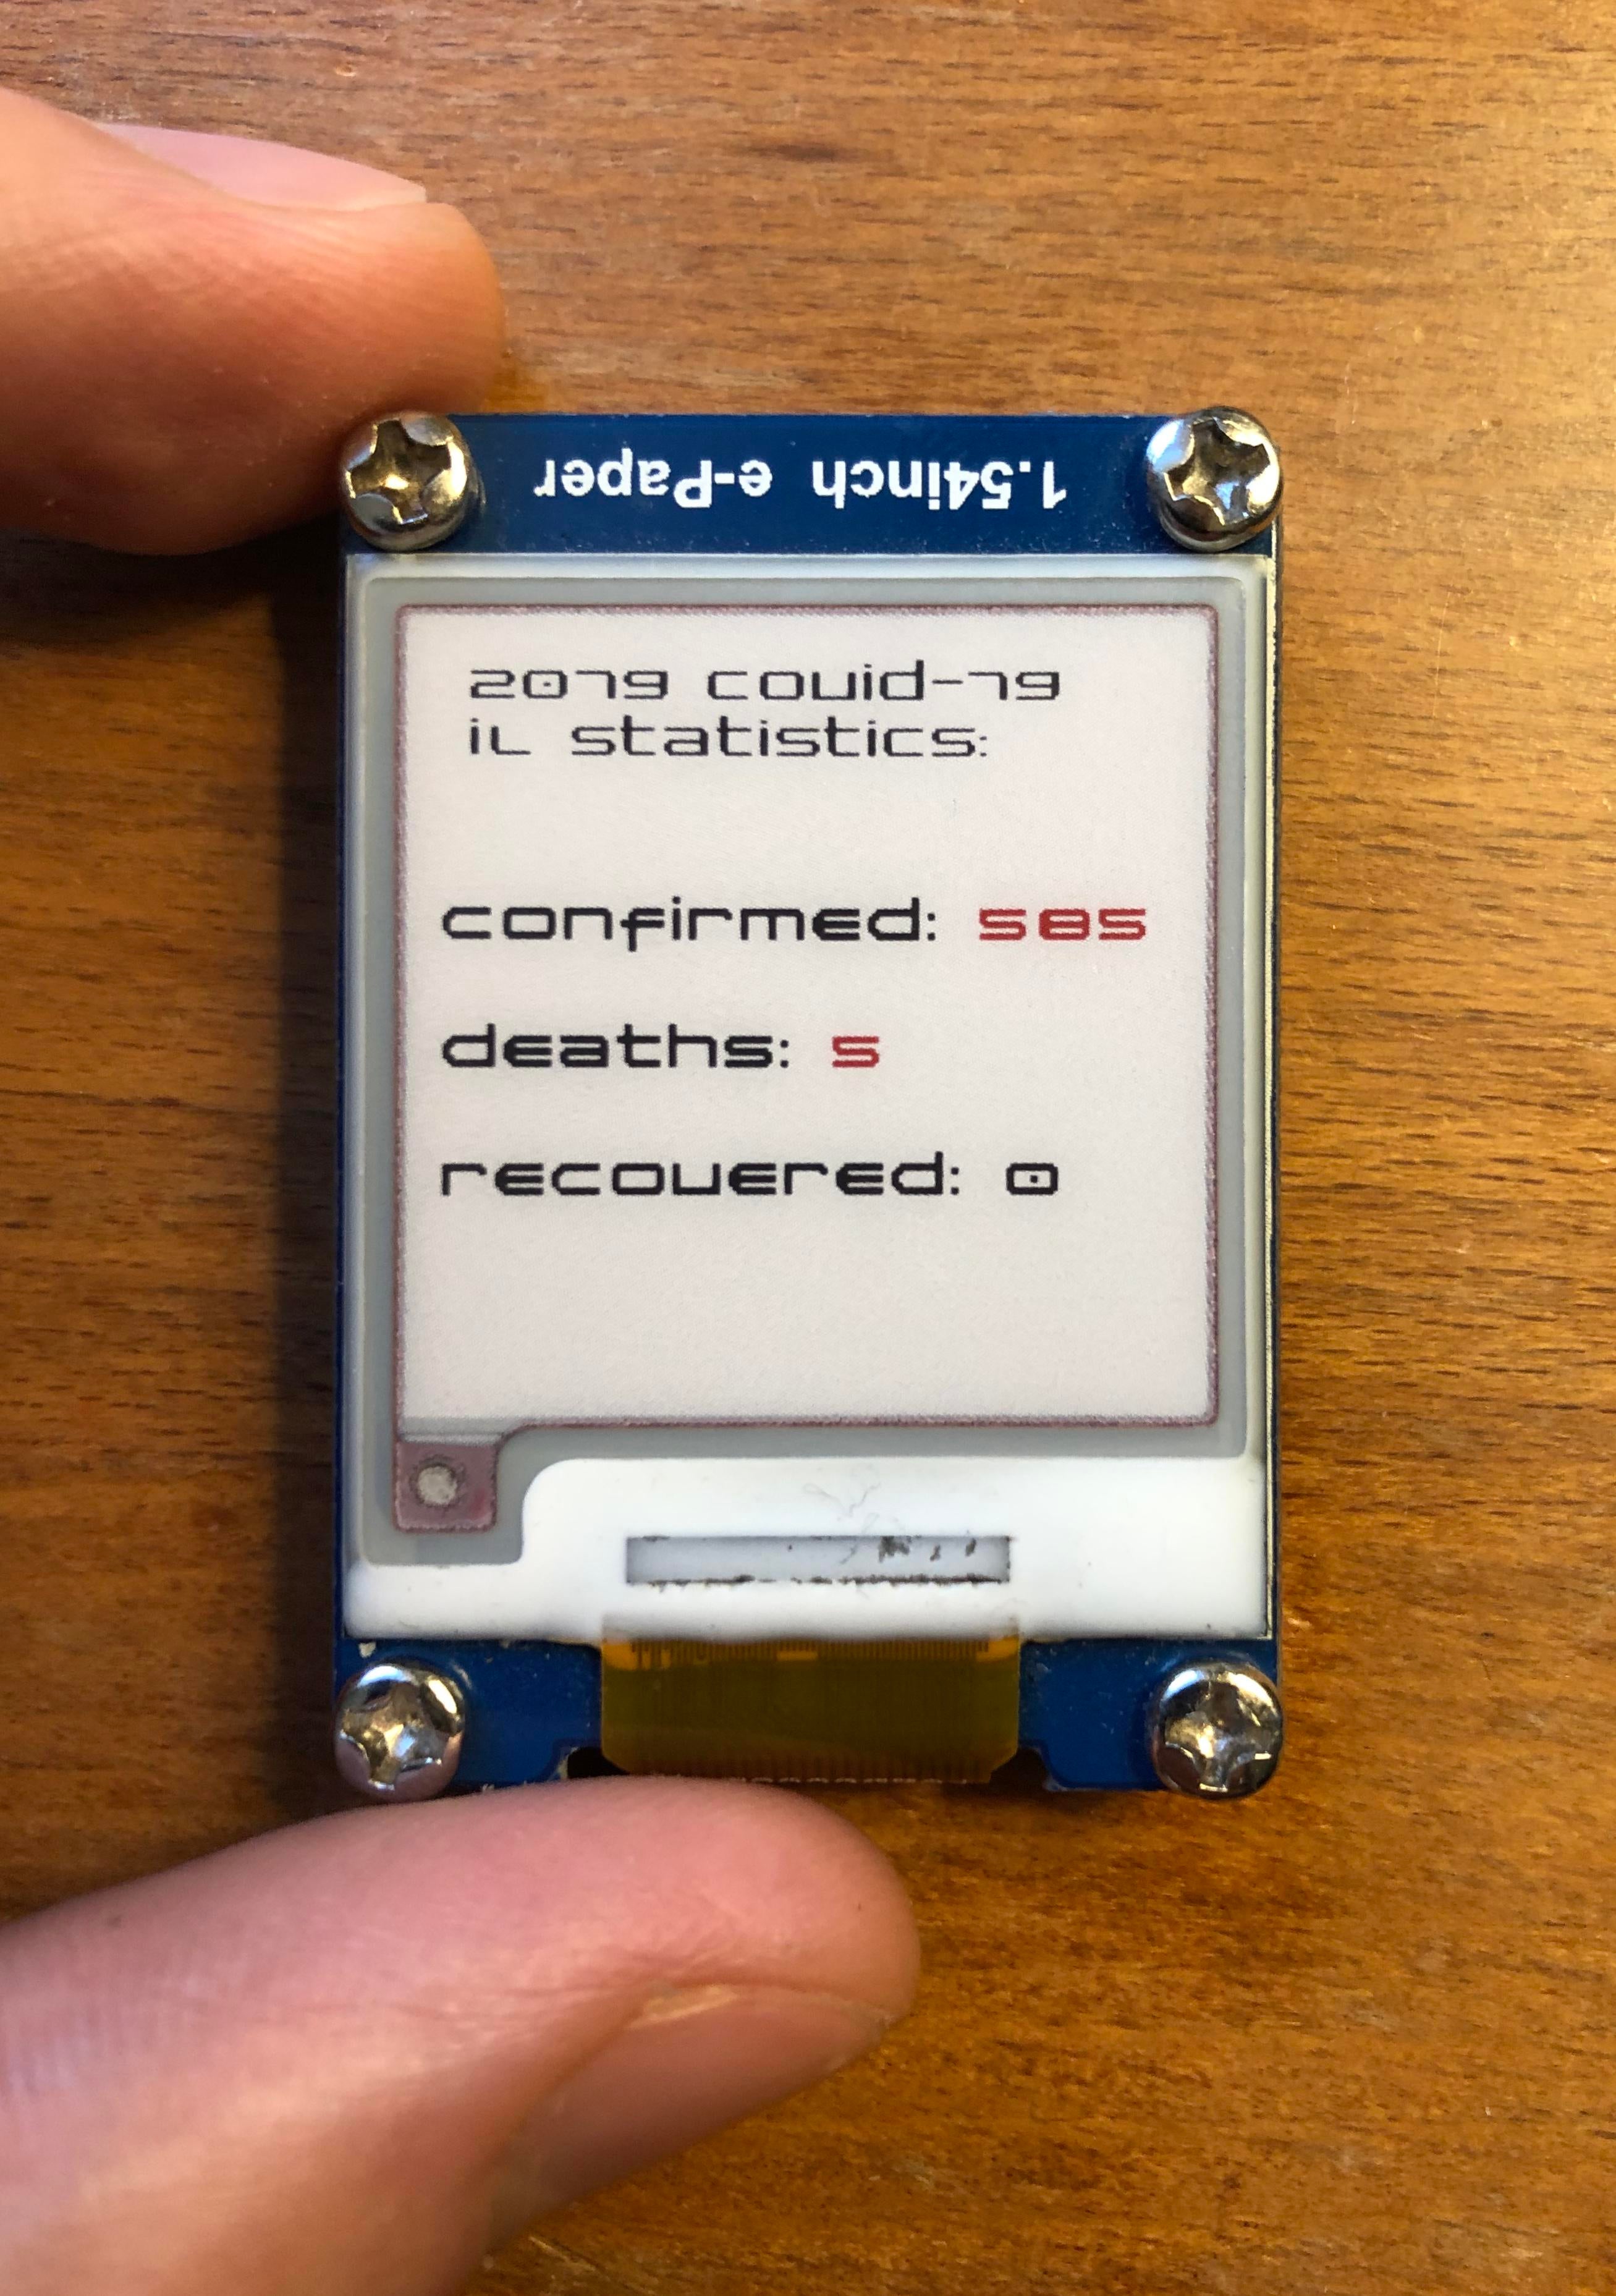 1.54inch e-Paper
2019 covid-19
IL statistics:
confirmed: 585
deaths: 5
recovered: 0